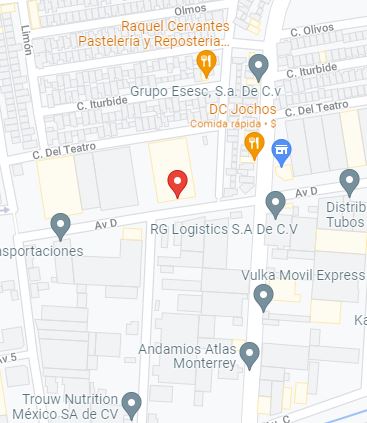 Olmos
Limón
Raquel Cervantes
Pastelería y Repostería...
C. Olivos
C. Iturbide
Grupo Esesc, S.a. De C.v
C. Iturbide
DC Jochos
Comida rápida • $
C. Del Teatro
C. Del Teatro
Av D
Av D
RG Logistics S.A De C.V
Distrib
Tubos
nsportaciones
Vulka Movil Express
Ka
Andamios Atlas
Monterrey
Av 5
Trouw Nutrition
México SA de CV
C